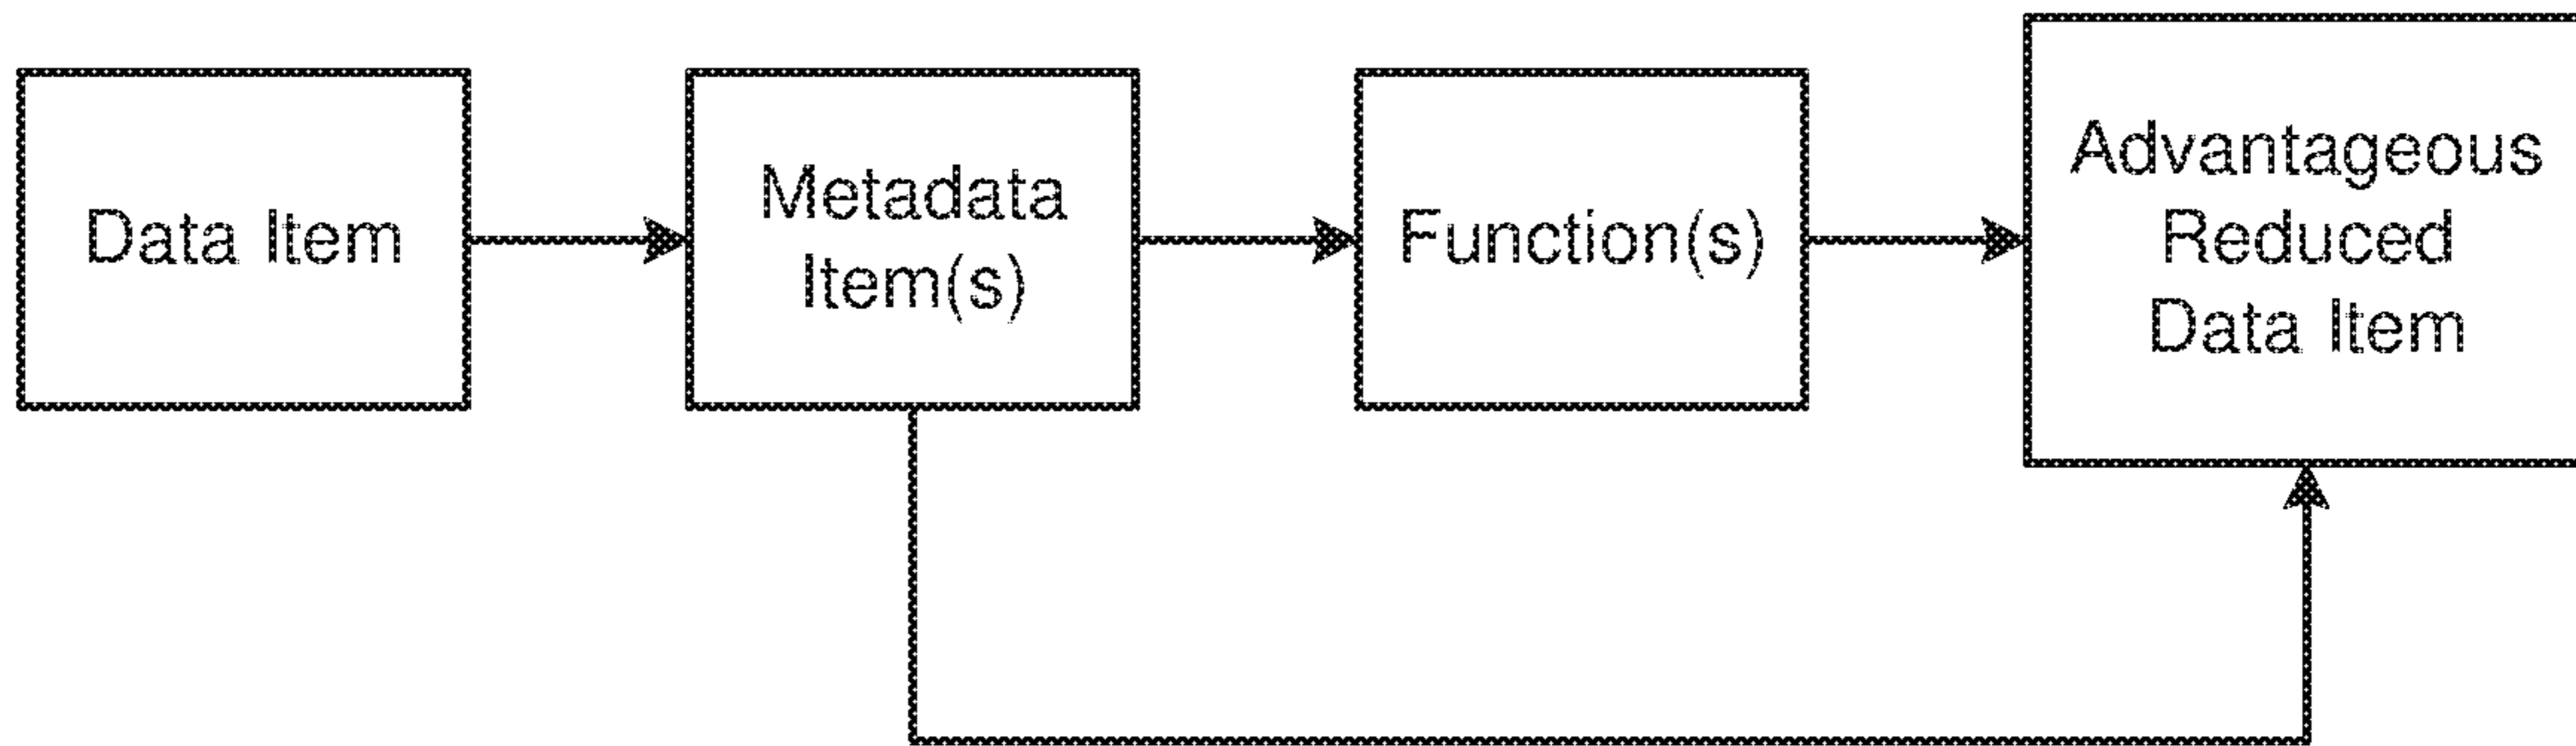 Data Item
Metadata
Item(s)
Function(s)
Advantageous
Reduced
Data Item